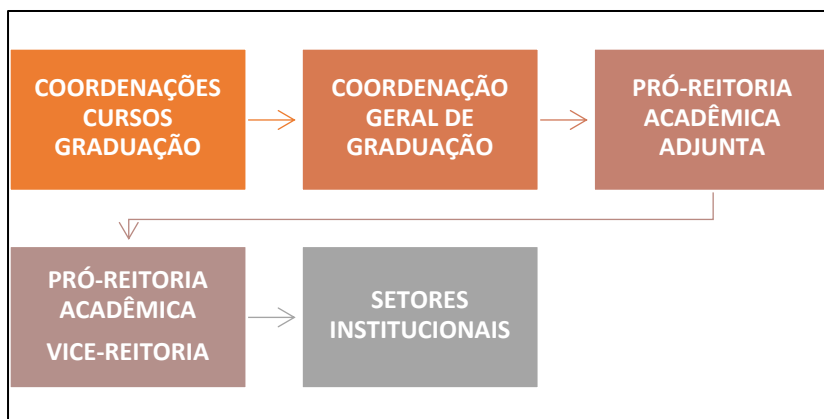 COORDENAÇÕES
CURSOS
GRADUAÇÃO
COORDENAÇÃO
GERAL DE
GRADUAÇÃO
PRÓ-REITORIA
ACADÊMICA
ADJUNTA
PRÓ-REITORIA
ACADÊMICA
VICE-REITORIA
SETORES
INSTITUCIONAIS